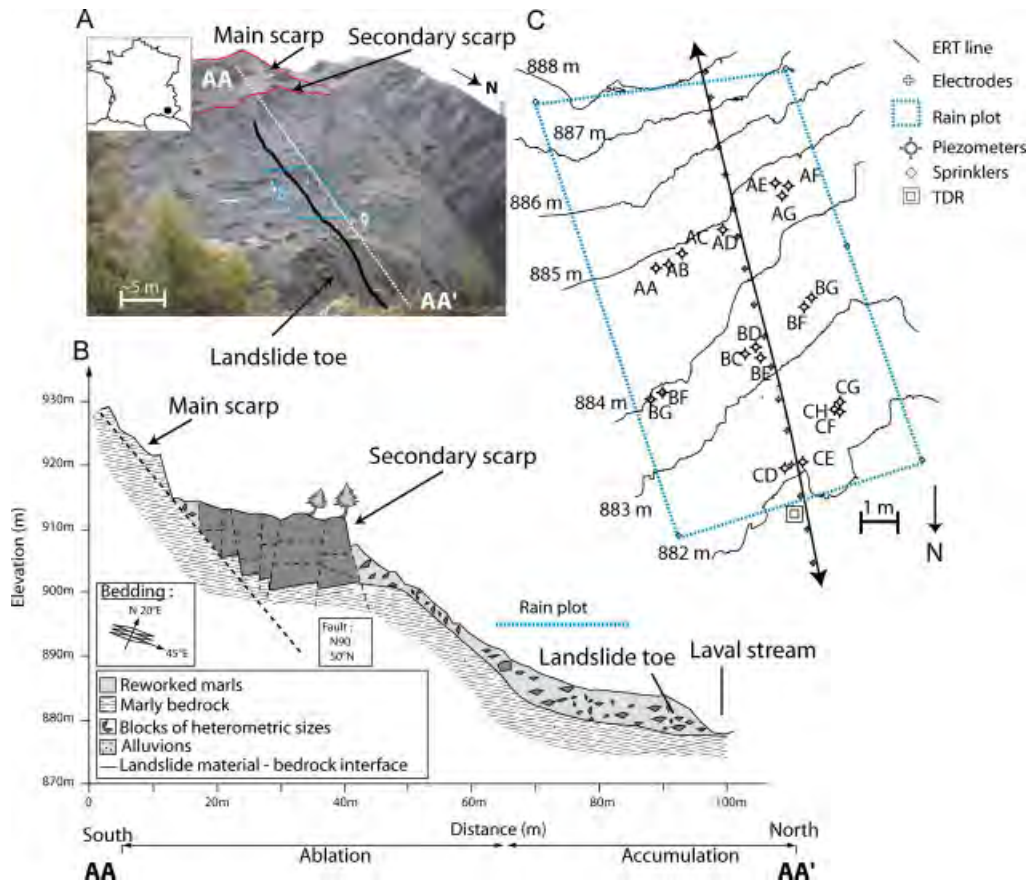 A
Main scarp
Secondary scarp
AA
N
~5 m
AA'
Landslide toe
B
930m
920m
910m
900m
890m
880m
870m
Elevation (m)
Main scarp
Secondary scarp
Bedding :
N 20°E
45°E
Fault :
N90
50°N
Rain plot
Landslide toe
Laval stream
Reworked marls
Marly bedrock
Blocks of heterometric sizes
Alluvions
Landslide material - bedrock interface
0
20m
40m
60m
80m
100m
South
Distance (m)
North
AA
Ablation
Accumulation
AA'
C
888 m
887 m
886 m
885 m
884 m
883 m
882 m
AE
AF
AG
AC
AD
AB
AA
BG
BF
BD
BC
BE
BF
BG
CG
CH
CF
CD
CE
1 m
N
ERT line
Electrodes
Rain plot
Piezometers
Sprinklers
TDR